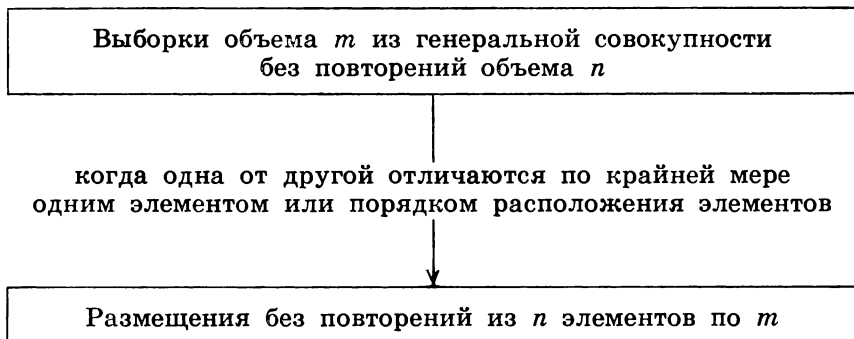 Выборки объема m из генеральной совокупности
без повторений объема n
когда одна от другой отличаются по крайней мере
одним элементом или порядком расположения элементов
Размещения без повторений из n элементов по m